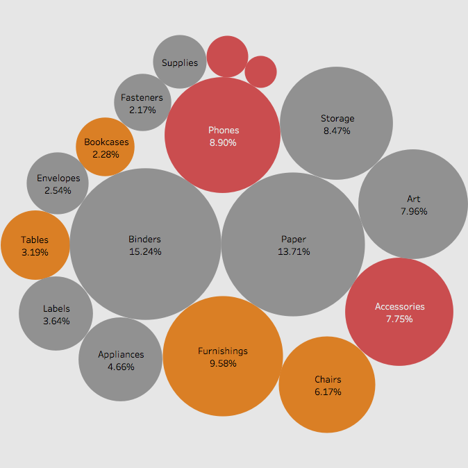 Supplies
Fasteners
2.17%
Phones
8.90%
Storage
8.47%
Bookcases
2.28%
Envelopes
2.54%
Art
7.96%
Tables
3.19%
Binders
15.24%
Paper
13.71%
Labels
3.64%
Accessories
7.75%
Appliances
4.66%
Furnishings
9.58%
Chairs
6.17%